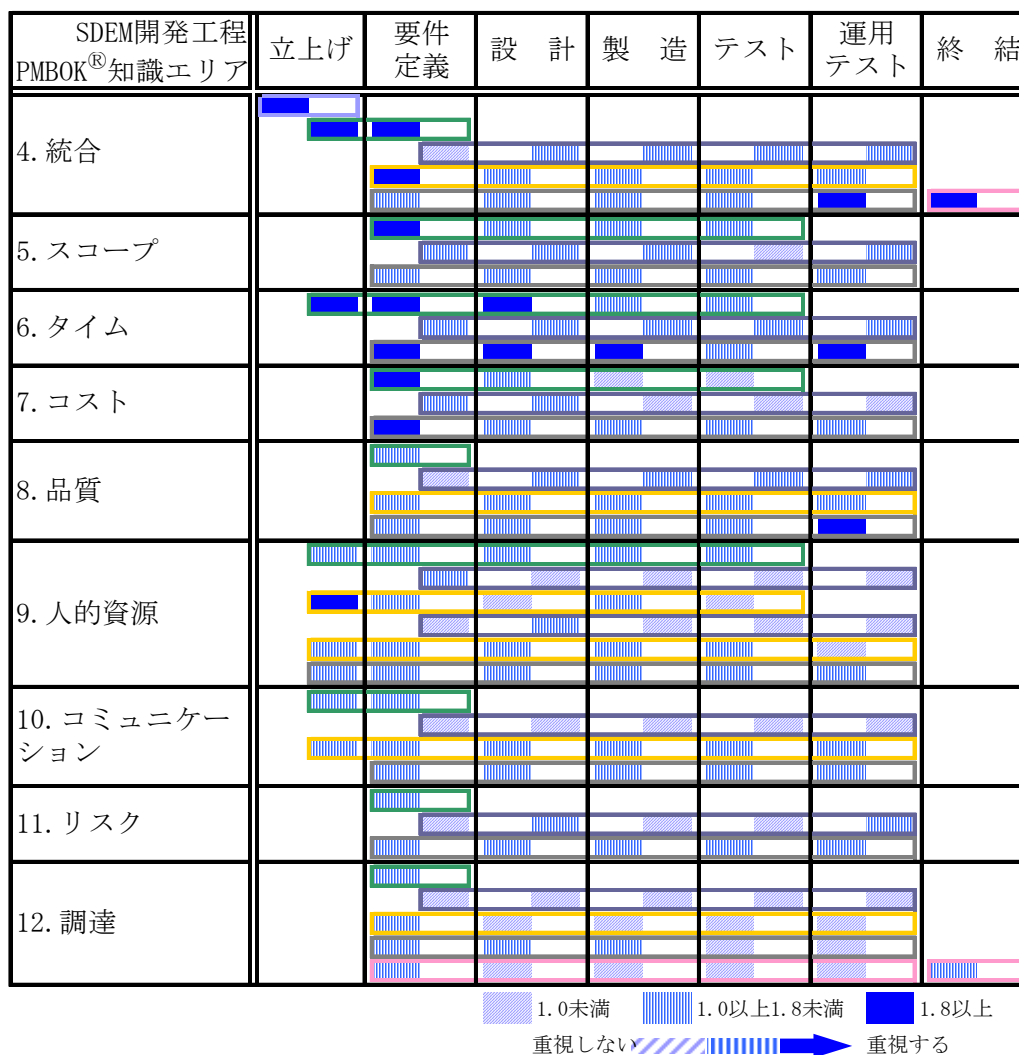 SDEM開発工程
PMBOK®知識エリア
立上げ
要件
定義
設 計
製 造
テスト
運用
テスト
終 結
4.統合
5.スコープ
6.タイム
7.コスト
8.品質
9.人的資源
10.コミュニケー
ション
11.リスク
12.調達
1.0未満
1.0以上1.8未満
1.8以上
重視しない
重視する